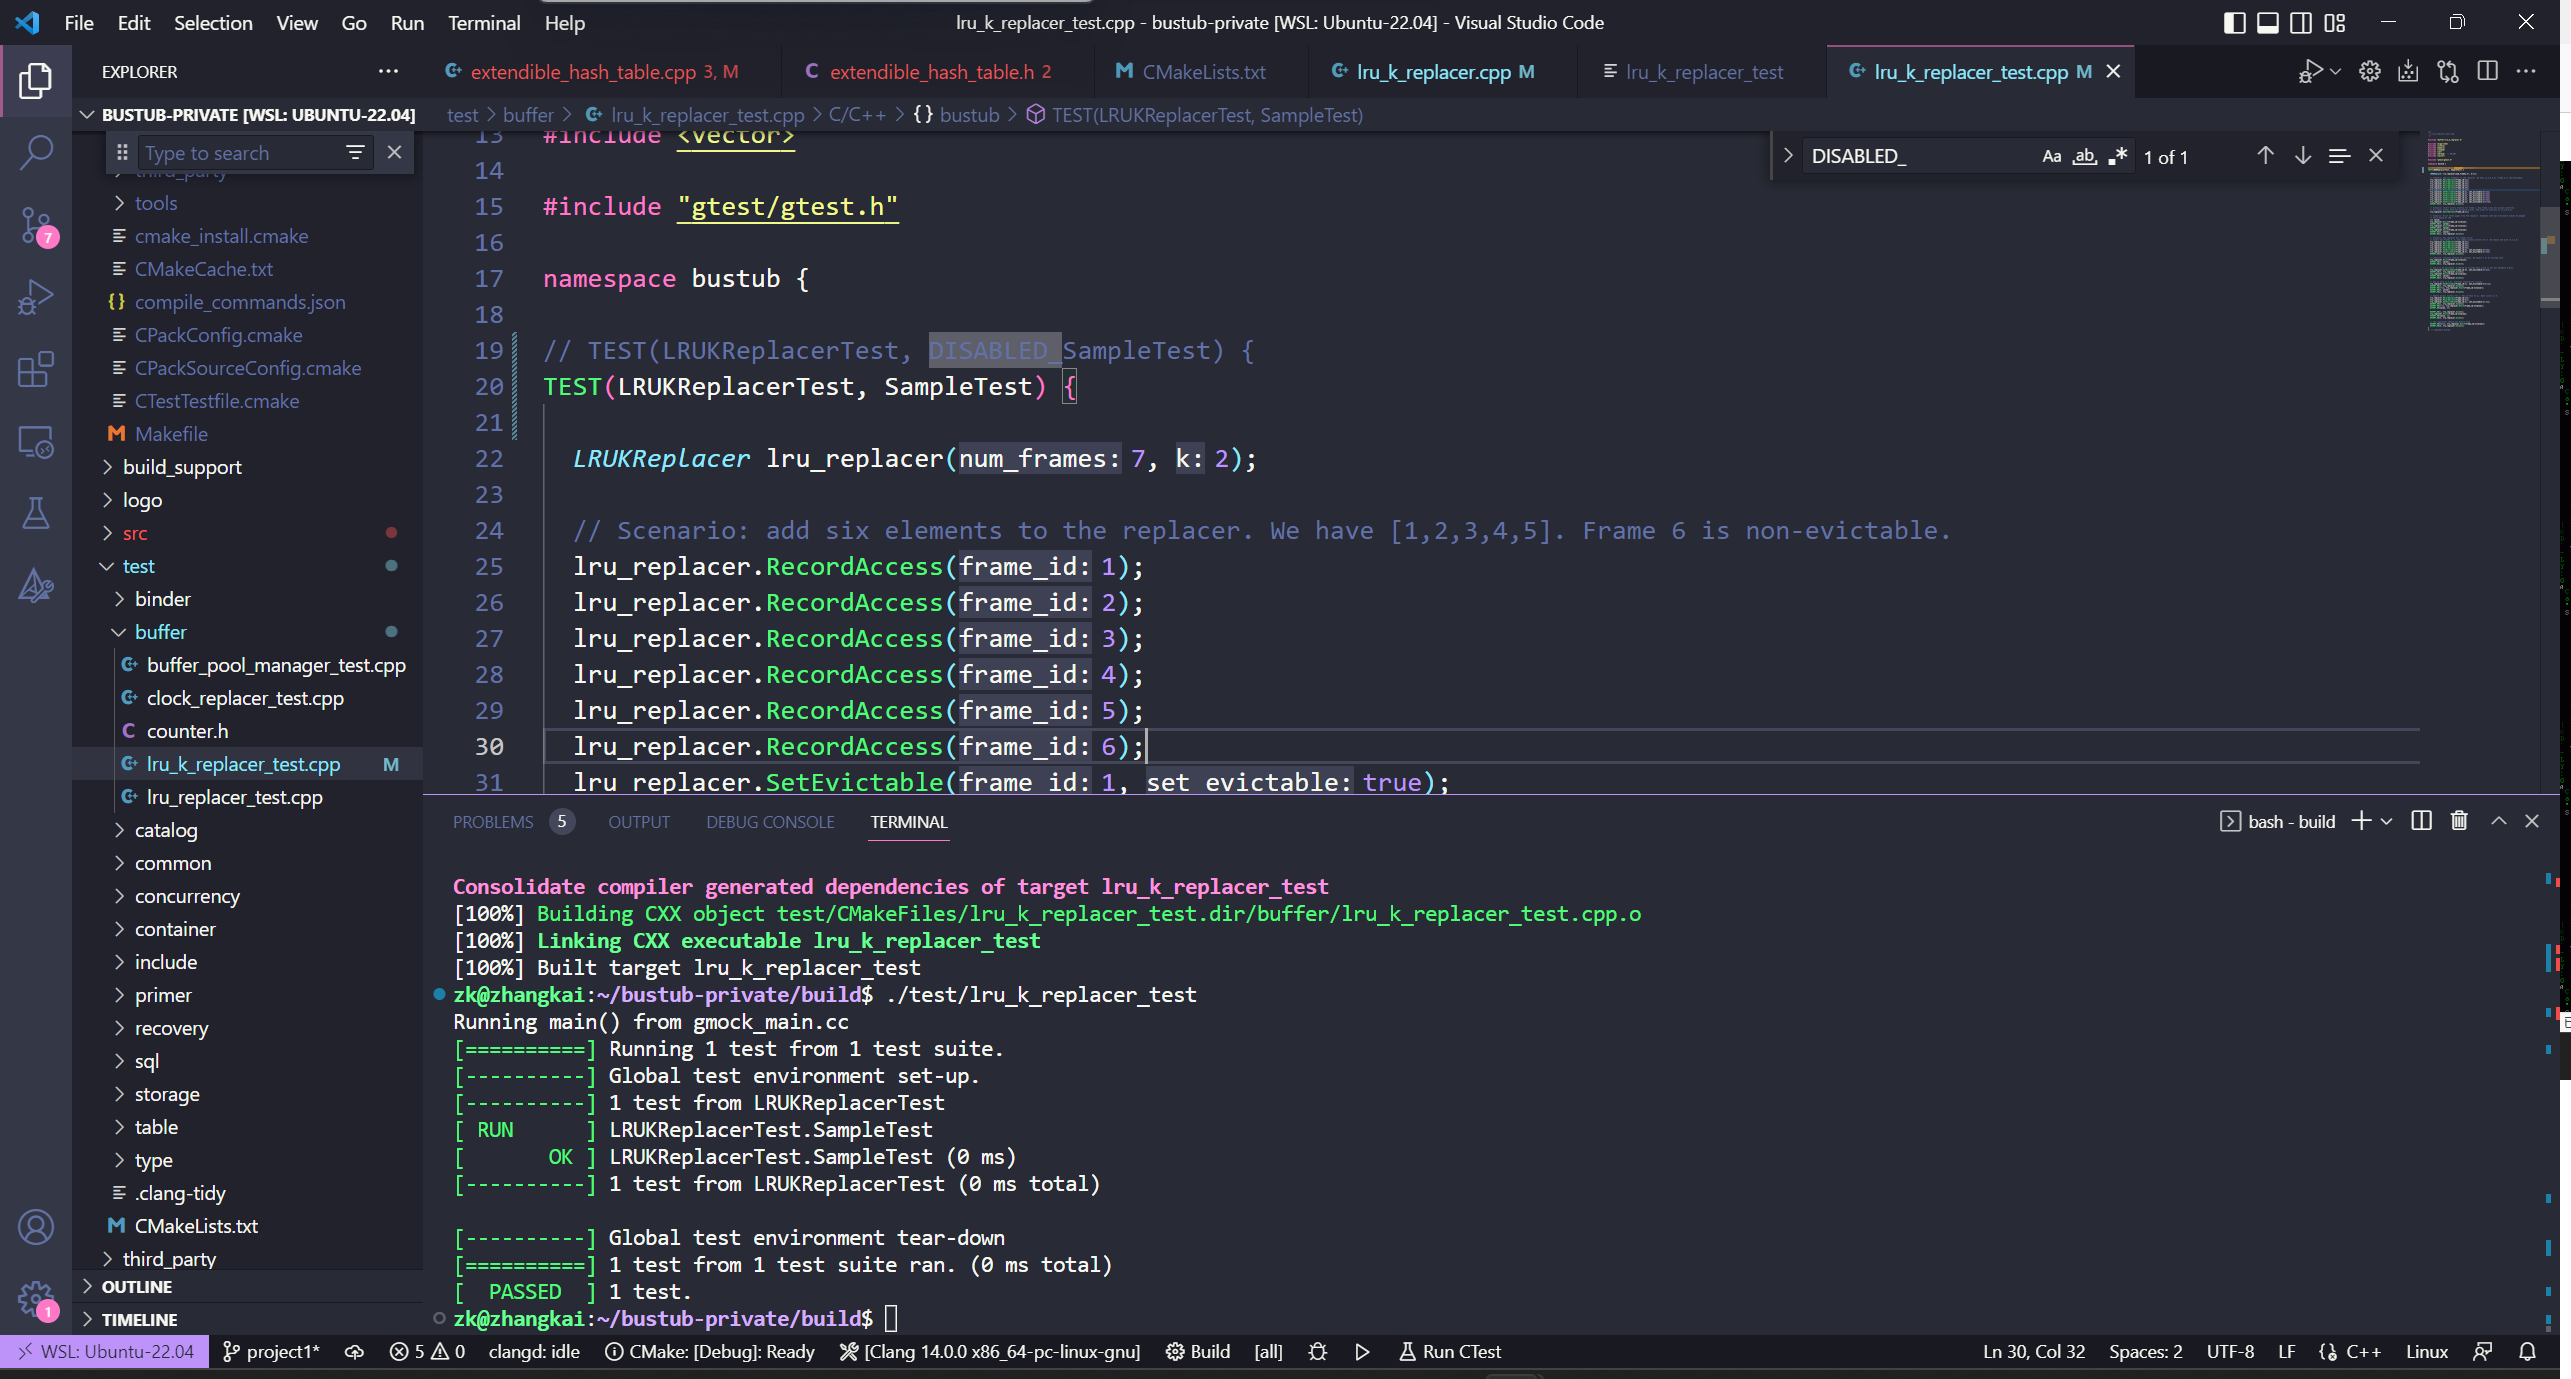 File Edit Selection View Go Run Terminal Help
lru_k_replacer_test.cpp - bustub-private [WSL: Ubuntu-22.04] - Visual Studio Code
EXPLORER
extendible_hash_table.cpp 3, M
extendible_hash_table.h 2
CMakeLists.txt
lru_k_replacer.cpp M
lru_k_replacer_test
lru_k_replacer_test.cpp M
BUSTUB-PRIVATE [WSL: UBUNTU-22.04]
test > buffer > lru_k_replacer_test.cpp > C/C++ > {} bustub > TEST(LRUKReplacerTest, SampleTest)
Type to search
DISABLED_
Aa ab .*
1 of 1
third_party
tools
cmake_install.cmake
CMakeCache.txt
{} compile_commands.json
CPackConfig.cmake
CPackSourceConfig.cmake
CTestTestfile.cmake
M Makefile
build_support
logo
src
test
binder
buffer
buffer_pool_manager_test.cpp
clock_replacer_test.cpp
C counter.h
lru_k_replacer_test.cpp M
lru_replacer_test.cpp
catalog
common
concurrency
container
include
primer
recovery
sql
storage
table
type
.clang-tidy
M CMakeLists.txt
third_party
OUTLINE
TIMELINE
7
1
13 #include <vector>
14
15 #include "gtest/gtest.h"
16
17 namespace bustub {
18
19 // TEST(LRUKReplacerTest, DISABLED_SampleTest) {
20 TEST(LRUKReplacerTest, SampleTest) {
21
22 LRUKReplacer lru_replacer(num_frames: 7, k: 2);
23
24 // Scenario: add six elements to the replacer. We have [1,2,3,4,5]. Frame 6 is non-evictable.
25 lru_replacer.RecordAccess(frame_id: 1);
26 lru_replacer.RecordAccess(frame_id: 2);
27 lru_replacer.RecordAccess(frame_id: 3);
28 lru_replacer.RecordAccess(frame_id: 4);
29 lru_replacer.RecordAccess(frame_id: 5);
30 lru_replacer.RecordAccess(frame_id: 6);
31 lru_replacer.SetEvictable(frame_id: 1, set_evictable: true);
PROBLEMS 5 OUTPUT DEBUG CONSOLE TERMINAL
bash - build
Consolidate compiler generated dependencies of target lru_k_replacer_test
[100%] Building CXX object test/CMakeFiles/lru_k_replacer_test.dir/buffer/lru_k_replacer_test.cpp.o
[100%] Linking CXX executable lru_k_replacer_test
[100%] Built target lru_k_replacer_test
zk@zhangkai:~/bustub-private/build$ ./test/lru_k_replacer_test
Running main() from gmock_main.cc
[==========] Running 1 test from 1 test suite.
[----------] Global test environment set-up.
[----------] 1 test from LRUKReplacerTest
[ RUN      ] LRUKReplacerTest.SampleTest
[       OK ] LRUKReplacerTest.SampleTest (0 ms)
[----------] 1 test from LRUKReplacerTest (0 ms total)
[----------] Global test environment tear-down
[==========] 1 test from 1 test suite ran. (0 ms total)
[  PASSED  ] 1 test.
zk@zhangkai:~/bustub-private/build$
WSL: Ubuntu-22.04 project1* 5 0 clangd: idle CMake: [Debug]: Ready [Clang 14.0.0 x86_64-pc-linux-gnu] Build [all] Run CTest Ln 30, Col 32 Spaces: 2 UTF-8 LF C++ Linux